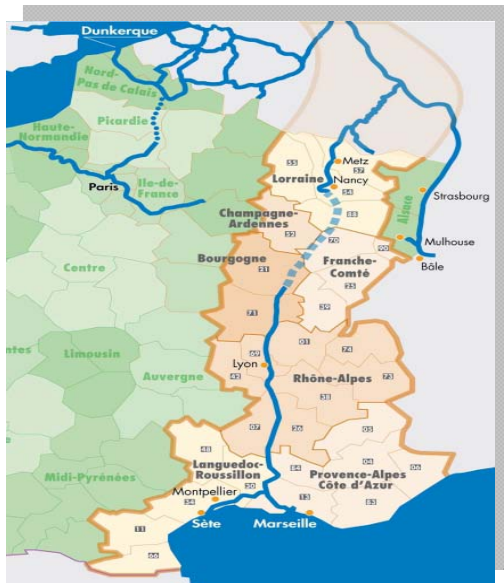 Dunkerque
Nord-
Pas de Calais
Picardie
Haute-
Normandie
Paris
Ile-de-
France
55
Metz
57
Lorraine
Nancy
54
Strasbourg
Alsace
88
Champagne-
Ardennes
52
70
Mulhouse
90
Bourgogne
21
Franche-
Comté
Bâle
Centre
25
39
71
Limousin
01
74
69
Lyon
42
Auvergne
Rhône-Alpes
73
38
07
26
05
48
Languedoc-
Roussillon
84
04
06
Midi-Pyrénées
30
Provence-Alpes
Côte d'Azur
Montpellier
34
13
83
Sète
Marseille
11
66
ntes